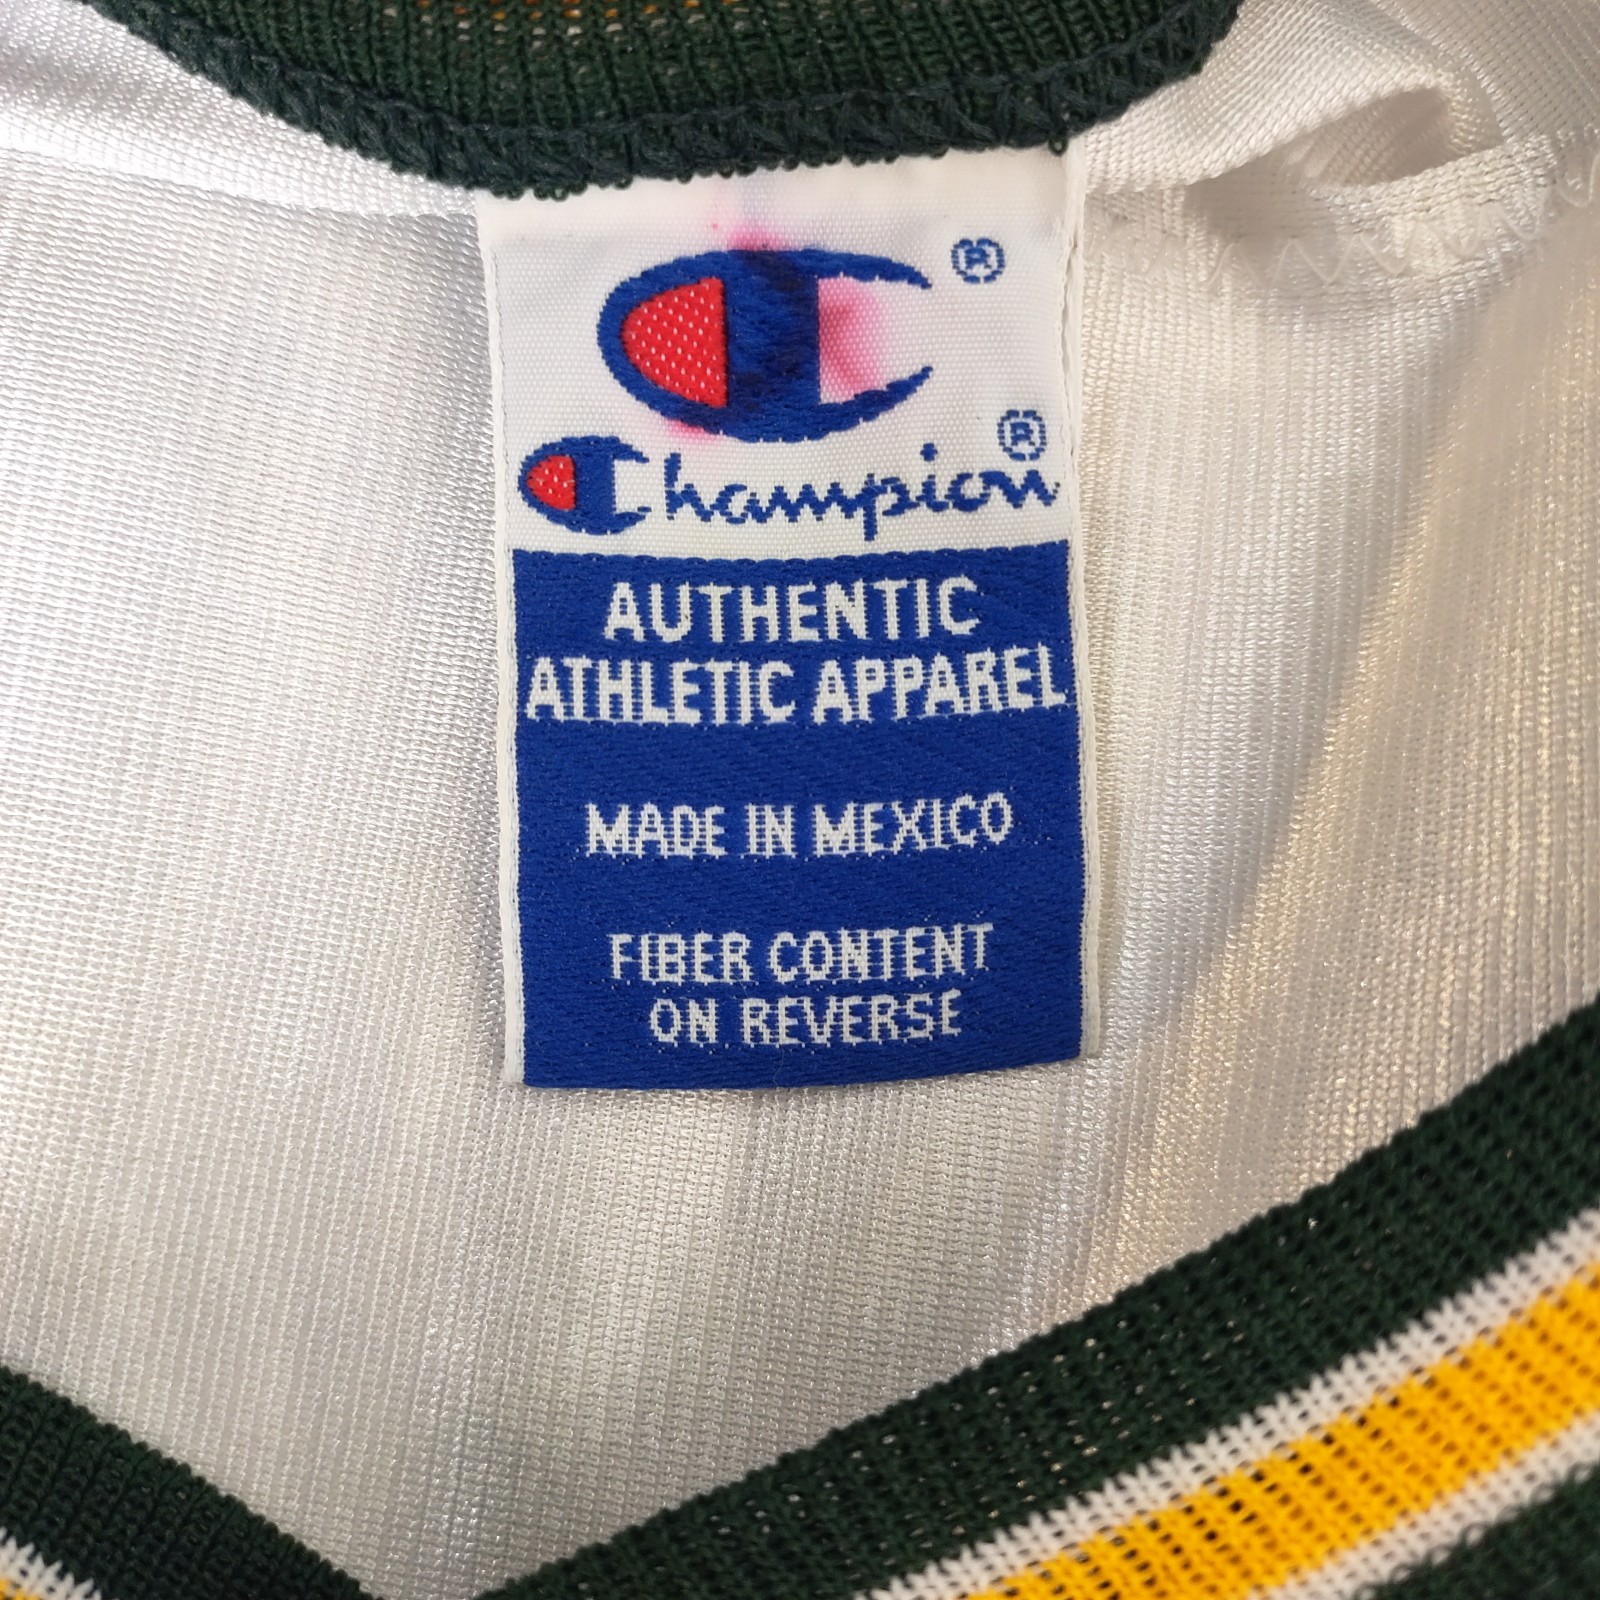 ®
Champion®
AUTHENTIC
ATHLETIC APPAREL
MADE IN MEXICO
FIBER CONTENT
ON REVERSE